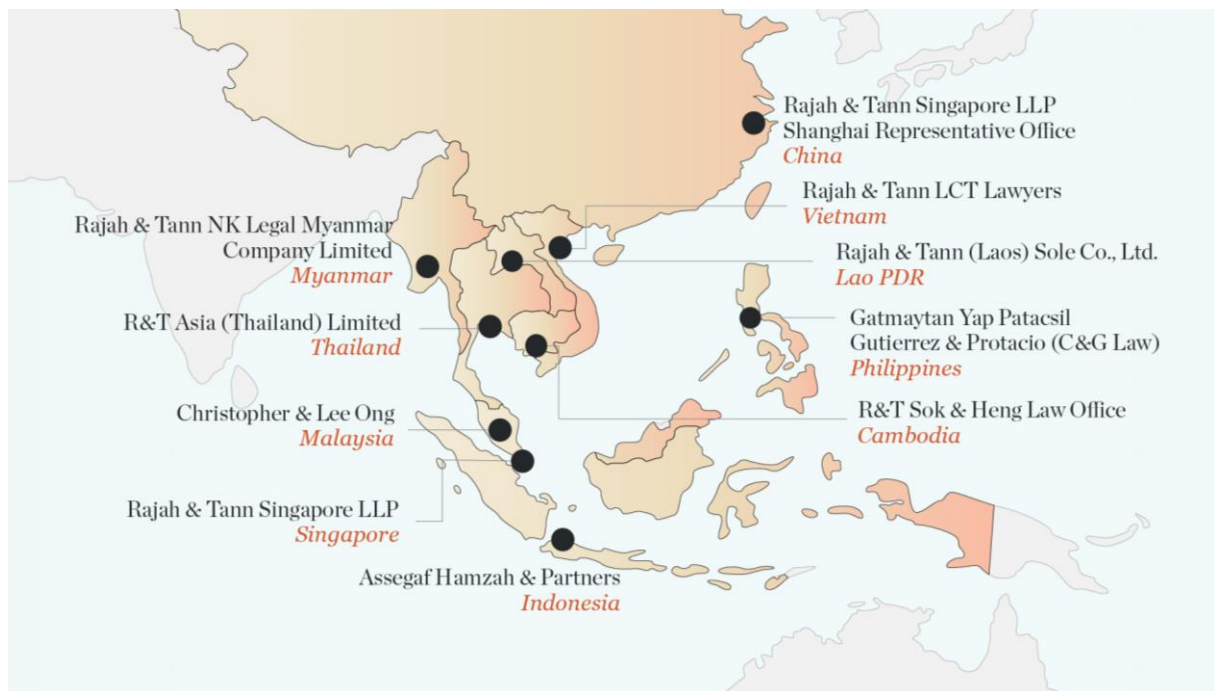 Rajah & Tann Singapore LLP
Shanghai Representative Office
China
Rajah & Tann LCT Lawyers
Vietnam
Rajah & Tann NK Legal Myanmar
Company Limited
Myanmar
Rajah & Tann (Laos) Sole Co., Ltd.
Lao PDR
R&T Asia (Thailand) Limited
Thailand
Gatmaytan Yap Patacsil
Gutierrez & Protacio (C&G Law)
Philippines
Christopher & Lee Ong
Malaysia
R&T Sok & Heng Law Office
Cambodia
Rajah & Tann Singapore LLP
Singapore
Assegaf Hamzah & Partners
Indonesia